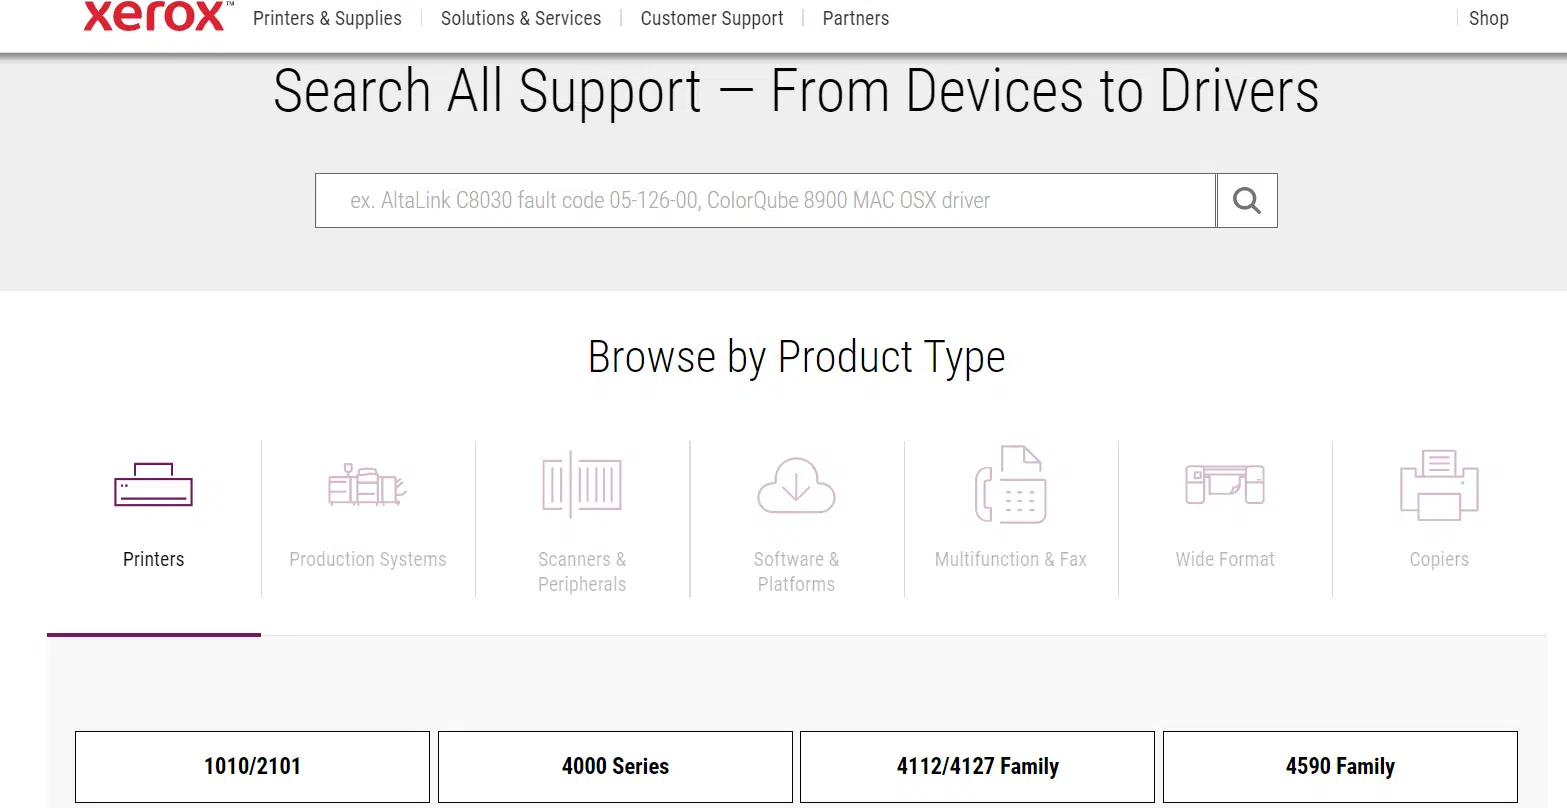 xerox™ Printers & Supplies Solutions & Services Customer Support Partners Shop
Search All Support — From Devices to Drivers
ex. AltaLink C8030 fault code 05-126-00, ColorQube 8900 MAC OSX driver
Browse by Product Type
Printers
Production Systems
Scanners &
Peripherals
Software &
Platforms
Multifunction & Fax
Wide Format
Copiers
1010/2101
4000 Series
4112/4127 Family
4590 Family